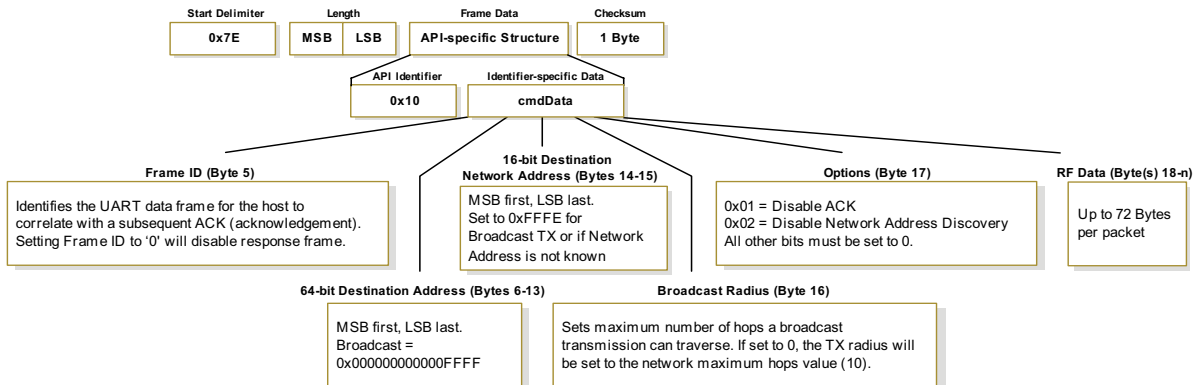 Start Delimiter
Length
Frame Data
Checksum
0x7E
MSB
LSB
API-specific Structure
1 Byte
API Identifier
Identifier-specific Data
0x10
cmdData
Frame ID (Byte 5)
Identifies the UART data frame for the host to
correlate with a subsequent ACK (acknowledgement).
Setting Frame ID to '0' will disable response frame.
16-bit Destination
Network Address (Bytes 14-15)
MSB first, LSB last.
Set to 0xFFFE for
Broadcast TX or if Network
Address is not known
Options (Byte 17)
0x01 = Disable ACK
0x02 = Disable Network Address Discovery
All other bits must be set to 0.
RF Data (Byte(s) 18-n)
Up to 72 Bytes
per packet
64-bit Destination Address (Bytes 6-13)
MSB first, LSB last.
Broadcast =
0x000000000000FFFF
Broadcast Radius (Byte 16)
Sets maximum number of hops a broadcast
transmission can traverse. If set to 0, the TX radius will
be set to the network maximum hops value (10).